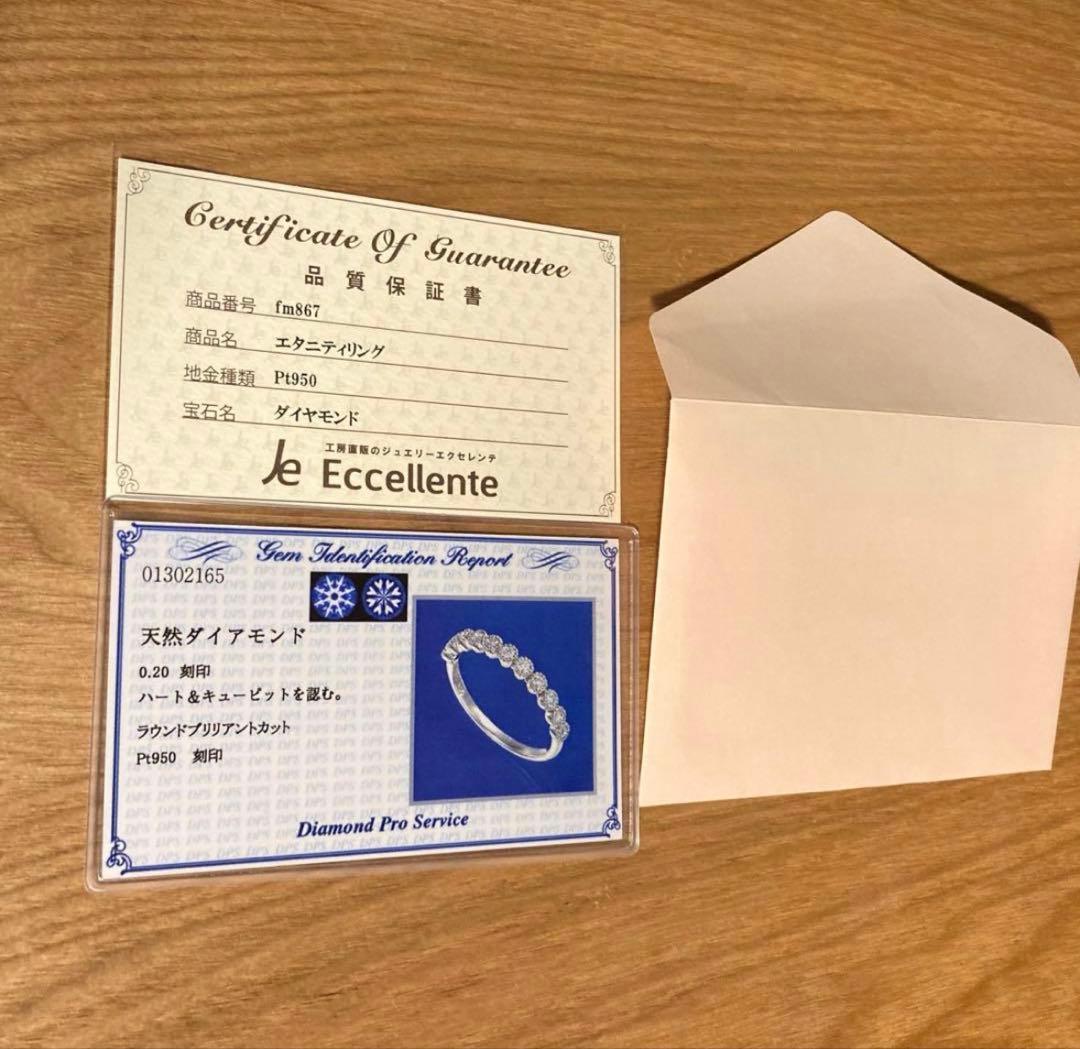 Certificate Of Guarantee
品質保証書
商品番号 fm867
商品名 エタニティリング
地金種類 Pt950
宝石名 ダイヤモンド
工房直販のジュエリーエクセレンテ
Je Eccellente
Gem Identification Report
01302165
天然ダイアモンド
0.20 刻印
ハート&キューピットを認む。
ラウンドブリリアントカット
Pt950 刻印
Diamond Pro Service